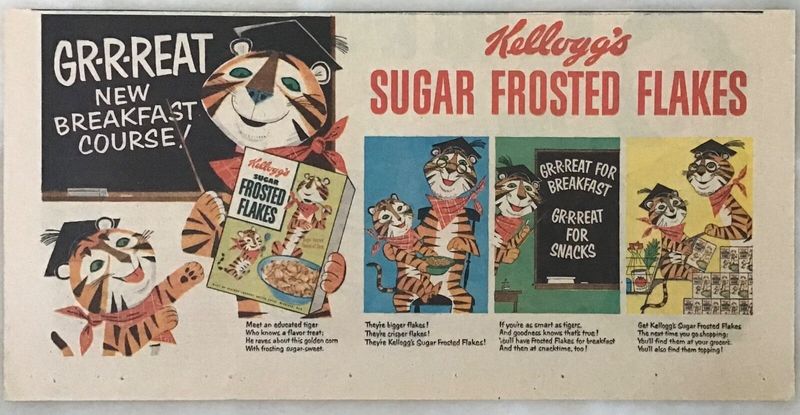 GR-R-REAT
NEW
BREAKFAST
COURSE!
Kellogg's
SUGAR
FROSTED
FLAKES
Kellogg's
SUGAR FROSTED FLAKES
GR-R-REAT FOR
BREAKFAST
GR-R-REAT
FOR
SNACKS
Meet an educated tiger
Who knows a flavor treat;
He raves about this golden corn
With frosting sugar-sweet.
They're bigger flakes!
They're crisper flakes!
They're Kellogg's Sugar Frosted Flakes!
If you're as smart as tigers,
And goodness knows that's true!
You'll have Frosted Flakes for breakfast
And then at snacktime, too!
Get Kellogg's Sugar Frosted Flakes
The next time you go shopping;
You'll find them at your grocer's.
You'll also find them topping!